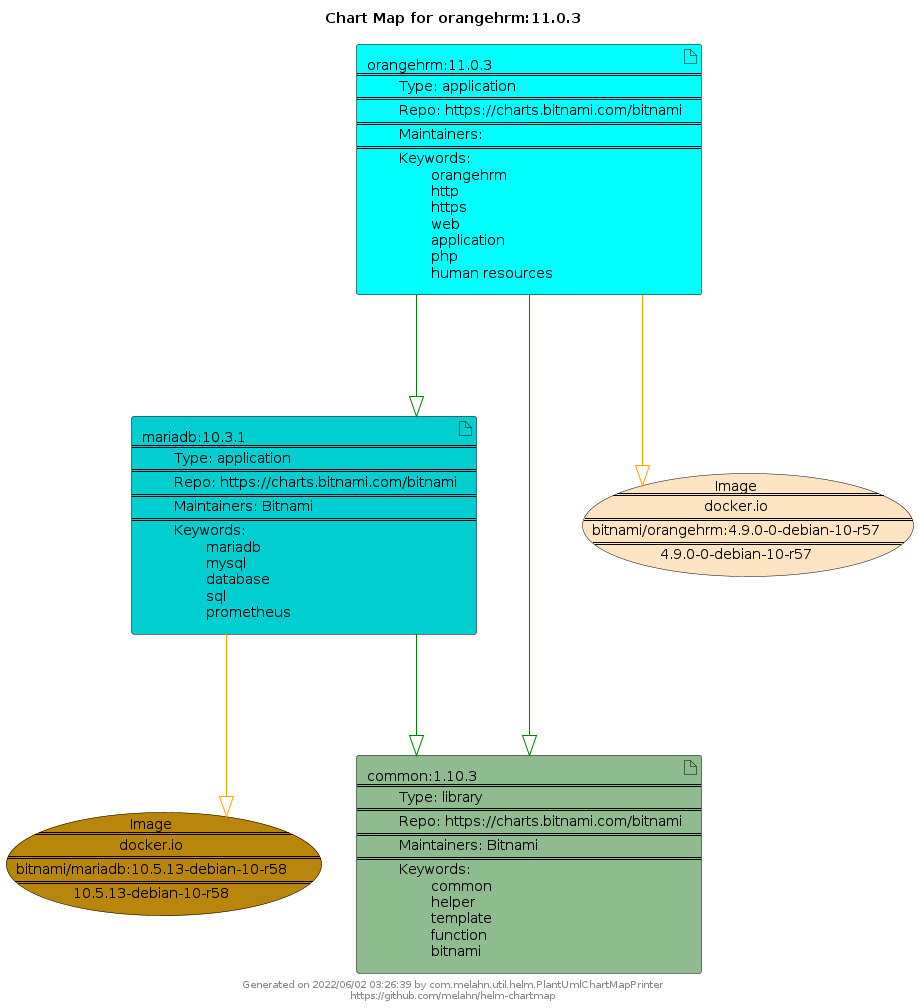 Chart Map for orangehrm:11.0.3
orangehrm:11.0.3
Type: application
Repo: https://charts.bitnami.com/bitnami
Maintainers:
Keywords:
orangehrm
http
https
web
application
php
human resources
mariadb:10.3.1
Type: application
Repo: https://charts.bitnami.com/bitnami
Maintainers: Bitnami
Keywords:
mariadb
mysql
database
sql
prometheus
Image
docker.io
bitnami/orangehrm:4.9.0-0-debian-10-r57
4.9.0-0-debian-10-r57
common:1.10.3
Type: library
Repo: https://charts.bitnami.com/bitnami
Maintainers: Bitnami
Keywords:
common
helper
template
function
bitnami
Image
docker.io
bitnami/mariadb:10.5.13-debian-10-r58
10.5.13-debian-10-r58
Generated on 2022/06/02 03:26:39 by com.melahn.util.helm.PlantUmlChartMapPrinter
https://github.com/melahn/helm-chartmap